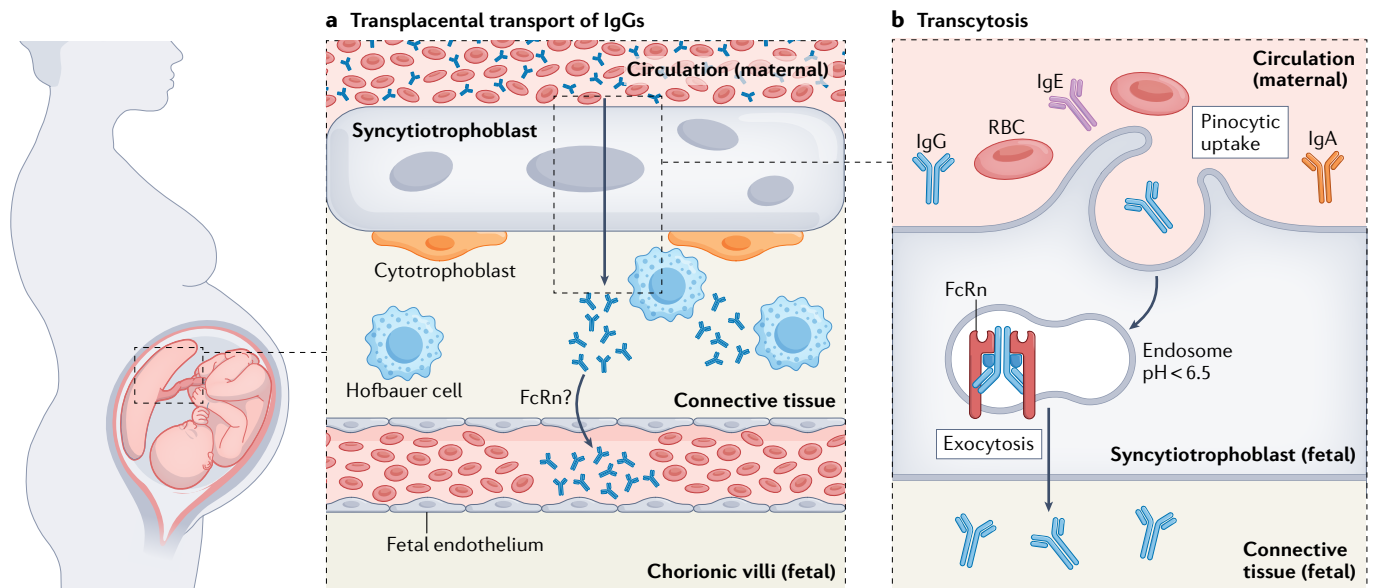 a Transplacental transport of IgGs
Circulation (maternal)
Syncytiotrophoblast
Cytotrophoblast
Hofbauer cell
FcRn?
Connective tissue
Fetal endothelium
Chorionic villi (fetal)
b Transcytosis
Circulation
(maternal)
IgE
IgG
RBC
Pinocytic
uptake
IgA
FcRn
Endosome
pH < 6.5
Exocytosis
Syncytiotrophoblast (fetal)
Connective
tissue (fetal)